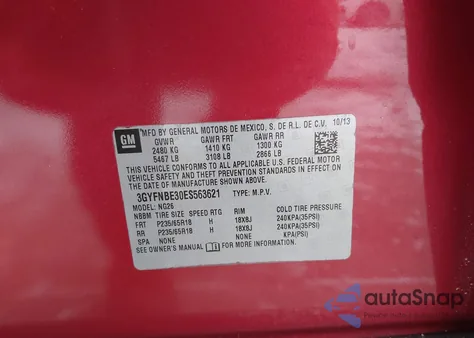 GM
MFD BY GENERAL MOTORS DE MEXICO, S. DE R.L. DE C.V. 10/13
GVWR GAWR FRT GAWR RR
2480 KG 1410 KG 1300 KG
5467 LB 3108 LB 2866 LB
THIS VEHICLE CONFORMS TO ALL APPLICABLE U.S. FEDERAL MOTOR
VEHICLE SAFETY AND THEFT PREVENTION STANDARDS IN EFFECT ON
THE DATE OF MANUFACTURE SHOWN ABOVE.
3GYFNBE30ES563621 TYPE: M.P.V.
MODEL: NG26
NBBM TIRE SIZE SPEED RTG RIM COLD TIRE PRESSURE
FRT P235/65R18 H 18X8J 240KPA(35PSI)
RR P235/65R18 H 18X8J 240KPA(35PSI)
SPA NONE KPA(PSI)
SEE OWNER'S MANUAL FOR MORE INFORMATION.
autoSnap